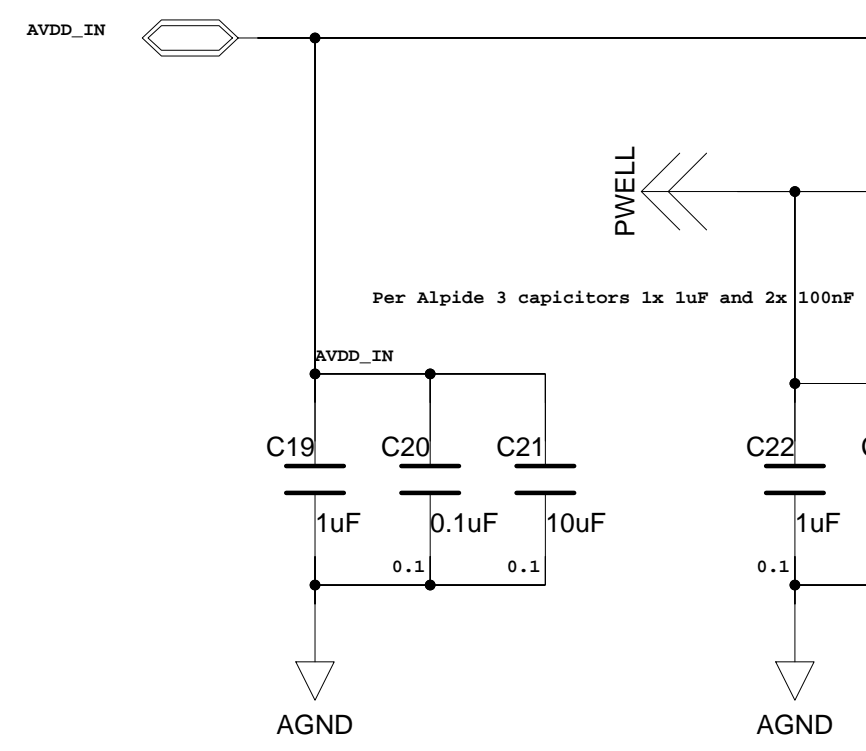 AVDD_IN
PWELL
Per Alpide 3 capicitors 1x 1uF and 2x 100nF
AVDD_IN
C19 C20 C21 C22
1uF 0.1uF 10uF 1uF
0.1 0.1 0.1
AGND AGND